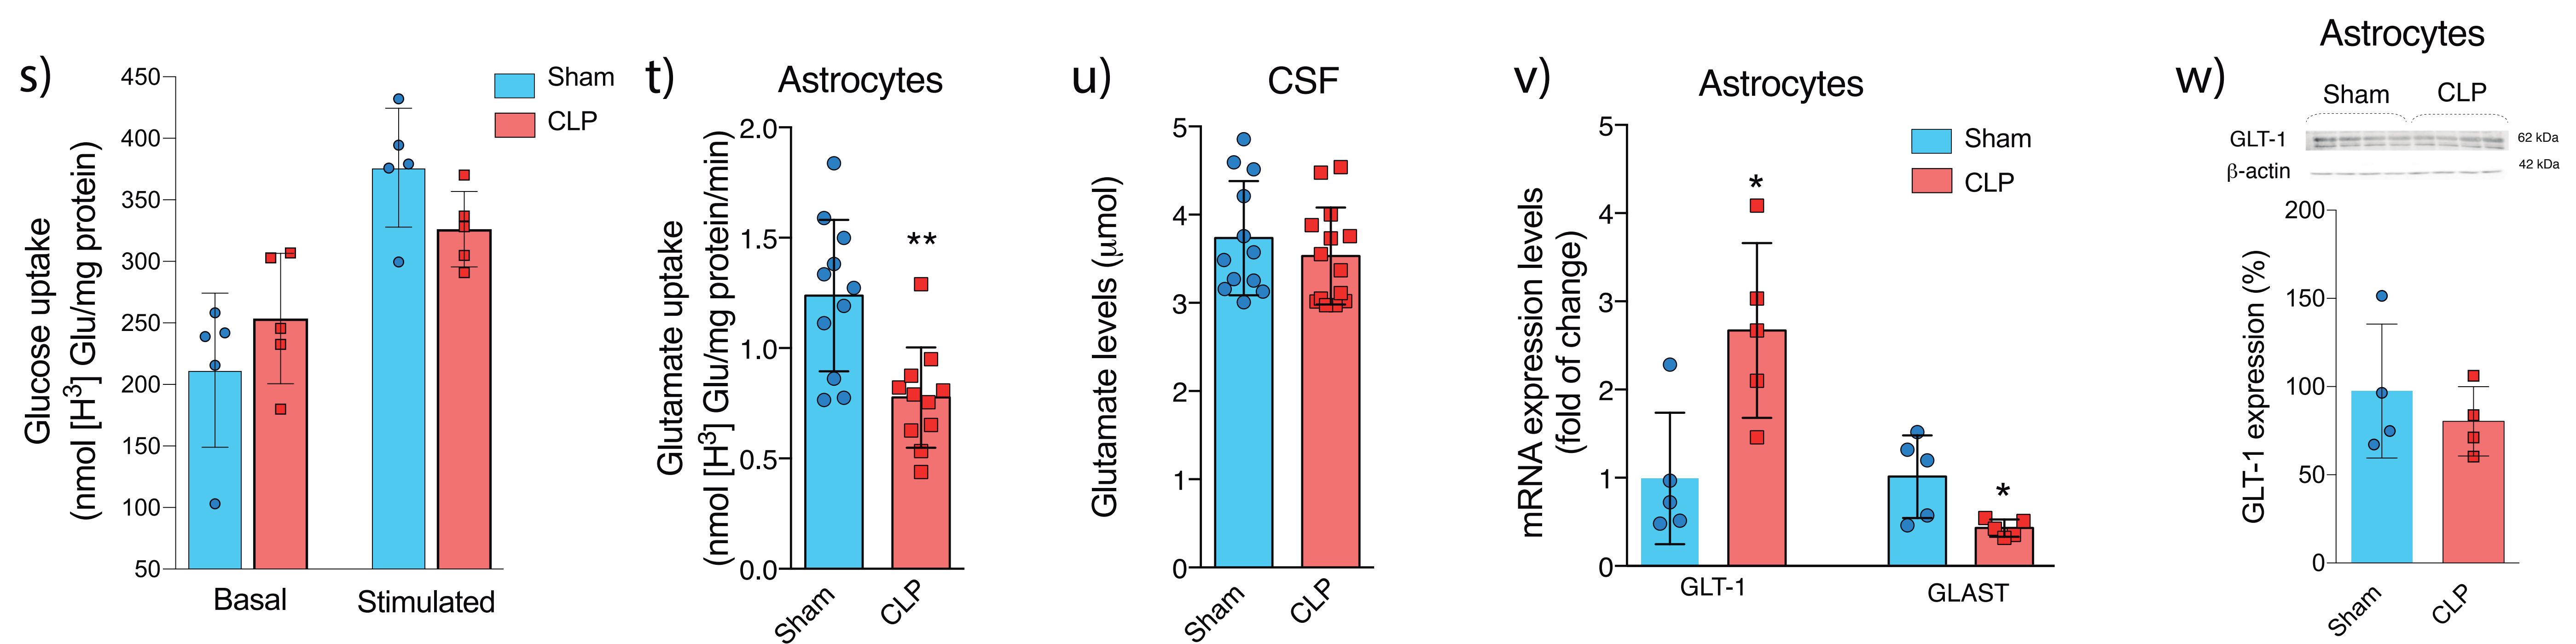 s)
Glucose uptake
(nmol [H³] Glu/mg protein)
450
400
350
300
250
200
150
100
50
Basal
Stimulated
Sham
CLP
t)
Astrocytes
Glutamate uptake
(nmol [H³] Glu/mg protein/min)
2.0
1.5
1.0
0.5
0.0
**
Sham
CLP
u)
CSF
Glutamate levels (μmol)
5
4
3
2
1
0
Sham
CLP
v)
Astrocytes
mRNA expression levels
(fold of change)
5
4
3
2
1
0
*
*
GLT-1
GLAST
Sham
CLP
w)
Astrocytes
Sham
CLP
GLT-1
62 kDa
β-actin
42 kDa
GLT-1 expression (%)
200
150
100
50
0
Sham
CLP